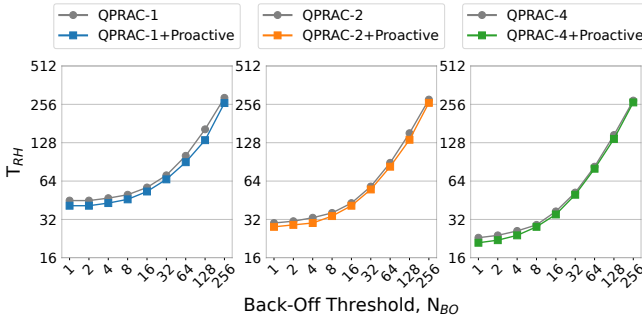 QPRAC-1
QPRAC-1+Proactive
QPRAC-2
QPRAC-2+Proactive
QPRAC-4
QPRAC-4+Proactive
T_RH
512
256
128
64
32
16
1 2 4 8 16 32 64 128 256
512
256
128
64
32
16
1 2 4 8 16 32 64 128 256
512
256
128
64
32
16
1 2 4 8 16 32 64 128 256
Back-Off Threshold, N_BO